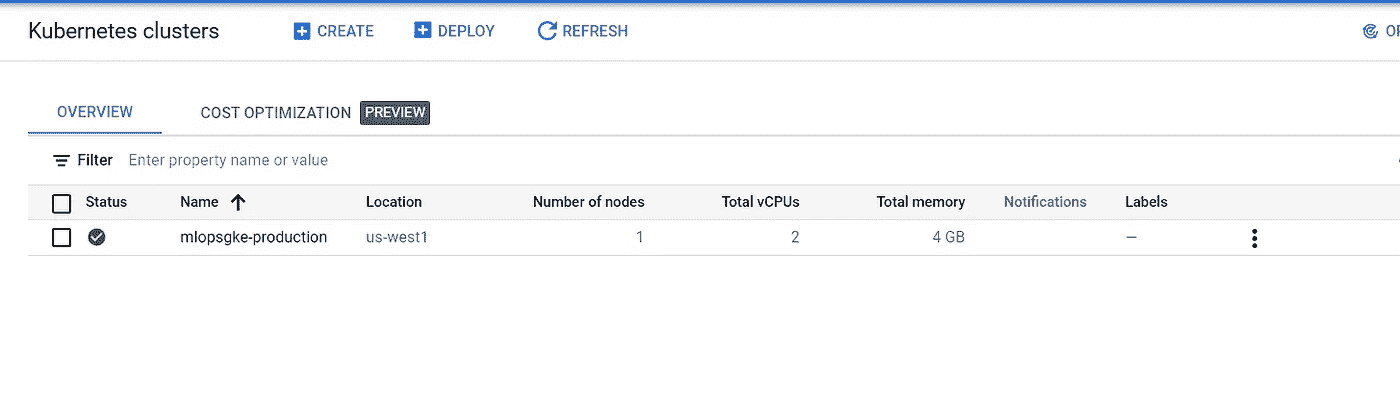 Kubernetes clusters CREATE DEPLOY REFRESH
OVERVIEW COST OPTIMIZATION PREVIEW
Filter Enter property name or value
Status Name Location Number of nodes Total vCPUs Total memory Notifications Labels
mlopsgke-production us-west1 1 2 4 GB —